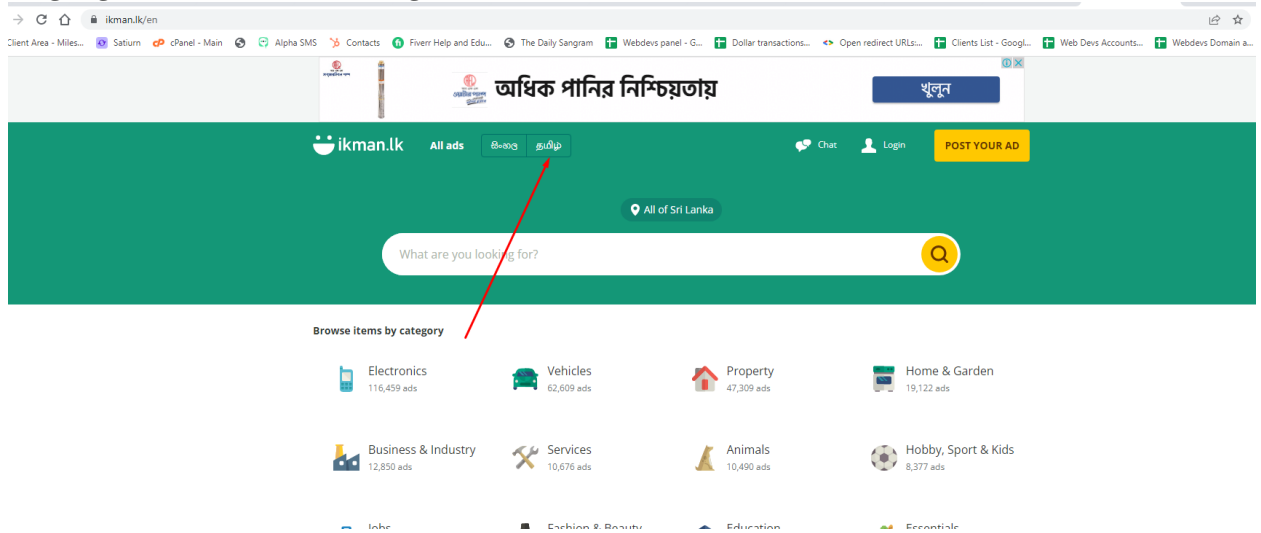 ikman.lk/en
Client Area - Miles... Satiurn cPanel - Main Alpha SMS Contacts Fiverr Help and Edu... The Daily Sangram Webdevs panel - G... Dollar transactions... Open redirect URLs:... Clients List - Googl... Web Devs Accounts... Webdevs Domain a...
অধিক পানির নিশ্চয়তায় খুলুন
ikman.lk All ads සිංහල தமிழ் Chat Login POST YOUR AD
All of Sri Lanka
What are you looking for?
Browse items by category
Electronics Vehicles Property Home & Garden
116,459 ads 62,609 ads 47,309 ads 19,122 ads
Business & Industry Services Animals Hobby, Sport & Kids
12,850 ads 10,676 ads 10,490 ads 8,377 ads
Jobs Fashion & Beauty Education Essentials